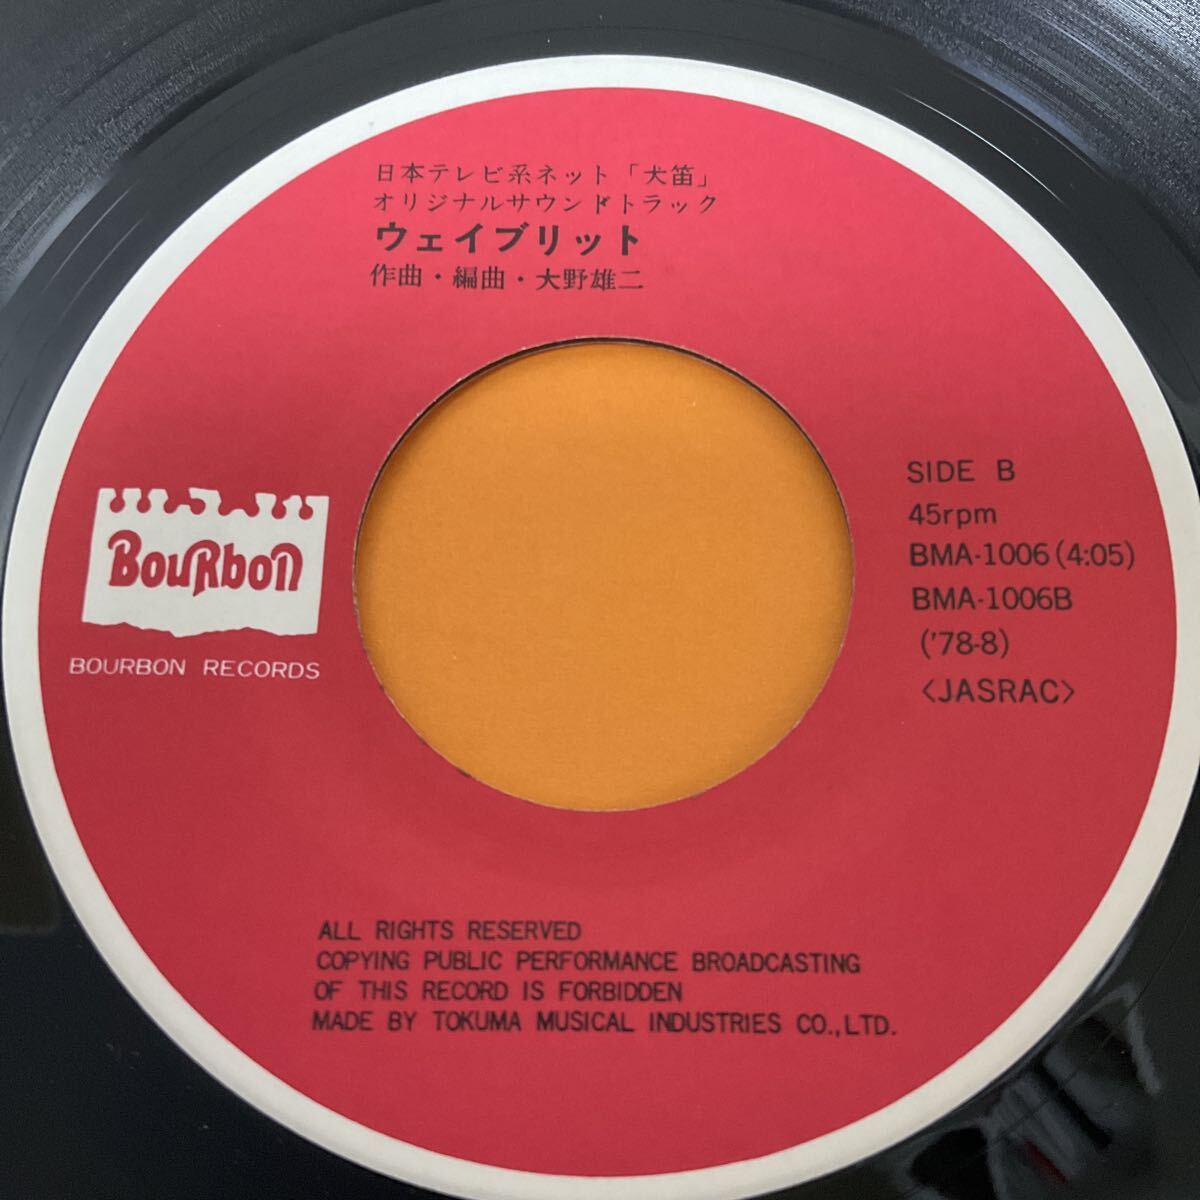 日本テレビ系ネット「犬笛」
オリジナルサウンドトラック
ウェイブリット
作曲・編曲・大野雄二
BouRbon
BOURBON RECORDS
SIDE B
45rpm
BMA-1006 (4:05)
BMA-1006B
('78-8)
<JASRAC>
ALL RIGHTS RESERVED
COPYING PUBLIC PERFORMANCE BROADCASTING
OF THIS RECORD IS FORBIDDEN
MADE BY TOKUMA MUSICAL INDUSTRIES CO.,LTD.